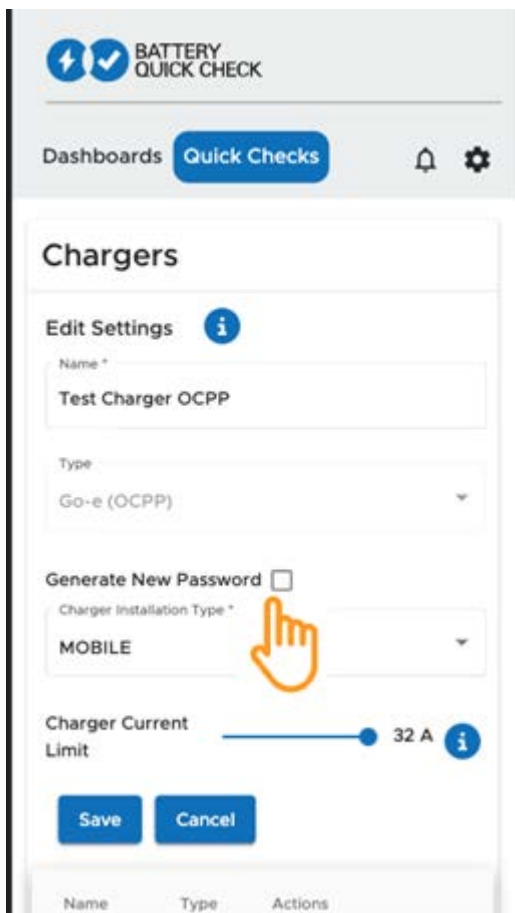 BATTERY
QUICK CHECK
Dashboards Quick Checks
Chargers
Edit Settings
Name *
Test Charger OCPP
Type
Go-e (OCPP)
Generate New Password
Charger Installation Type *
MOBILE
Charger Current
Limit
32 A
Save Cancel
Name Type Actions